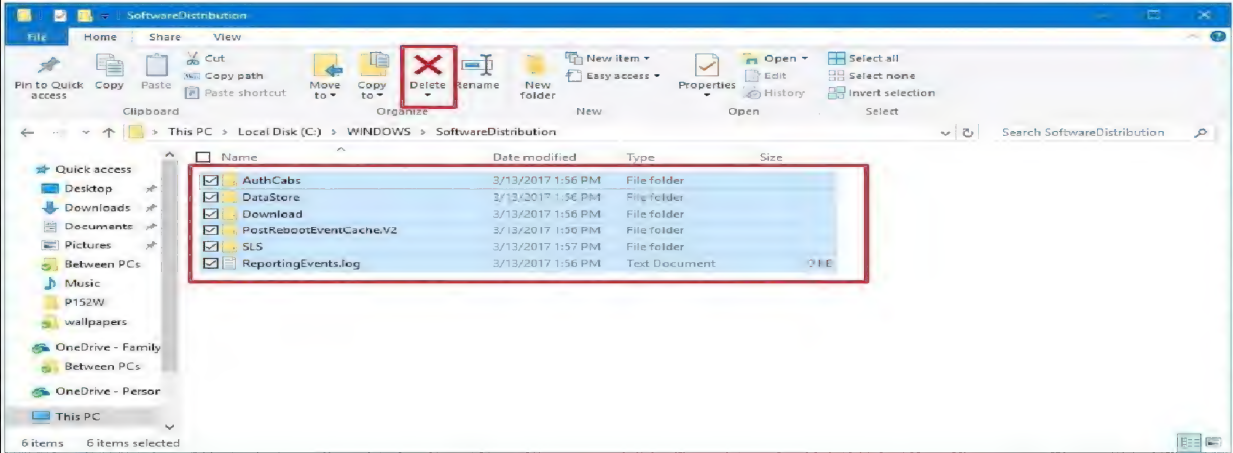 SoftwareDistribution
File Home Share View
Pin to Quick access
Copy
Paste
Cut
Copy path
Paste shortcut
Clipboard
Move to
Copy to
Delete
Rename
Organize
New folder
New item
Easy access
New
Properties
Open
Edit
History
Open
Select all
Select none
Invert selection
Select
This PC > Local Disk (C:) > WINDOWS > SoftwareDistribution
Search SoftwareDistribution
Name Date modified Type Size
AuthCabs 3/13/2017 1:56 PM File folder
DataStore 3/13/2017 1:56 PM File folder
Download 3/13/2017 1:56 PM File folder
PostRebootEventCache.V2 3/13/2017 1:56 PM File folder
SLS 3/13/2017 1:57 PM File folder
ReportingEvents.log 3/13/2017 1:56 PM Text Document
Quick access
Desktop
Downloads
Documents
Pictures
Between PCs
Music
P152W
wallpapers
OneDrive - Family
Between PCs
OneDrive - Person
This PC
6 items 6 items selected